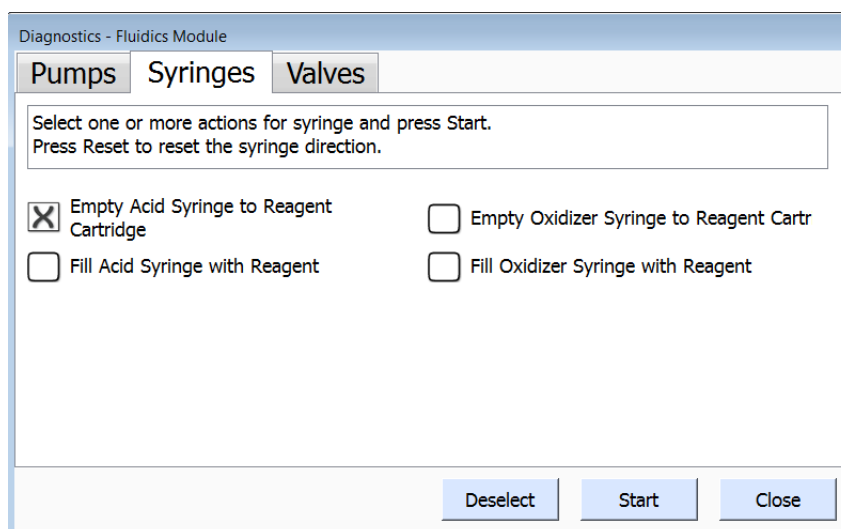 Diagnostics - Fluidics Module
Pumps Syringes Valves
Select one or more actions for syringe and press Start.
Press Reset to reset the syringe direction.
Empty Acid Syringe to Reagent
Cartridge
Empty Oxidizer Syringe to Reagent Cartr
Fill Acid Syringe with Reagent
Fill Oxidizer Syringe with Reagent
Deselect Start Close